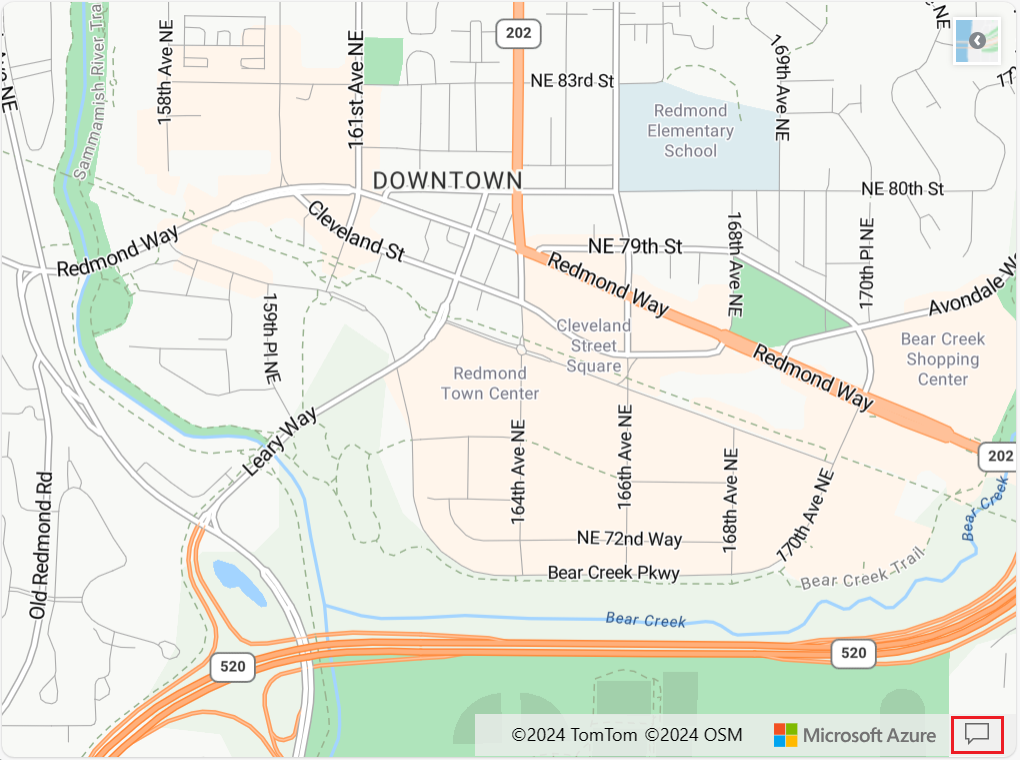 202
NE
NE 83rd St
158th Ave NE
161st Ave NE
169th Ave NE
Sammamish River Tra
Redmond
Elementary
School
DOWNTOWN
NE 80th St
Redmond Way
Cleveland St
NE 79th St
168th Ave NE
170th Pl NE
Redmond Way
Avondale
159th Pl NE
Cleveland
Street
Square
Bear Creek
Shopping
Center
Redmond
Town Center
Redmond Way
Leary Way
164th Ave NE
166th Ave NE
168th Ave NE
170th Ave NE
202
Bear Creek
Old Redmond Rd
NE 72nd Way
Bear Creek Pkwy
Bear Creek Trail
Bear Creek
520
520
©2024 TomTom ©2024 OSM
Microsoft Azure